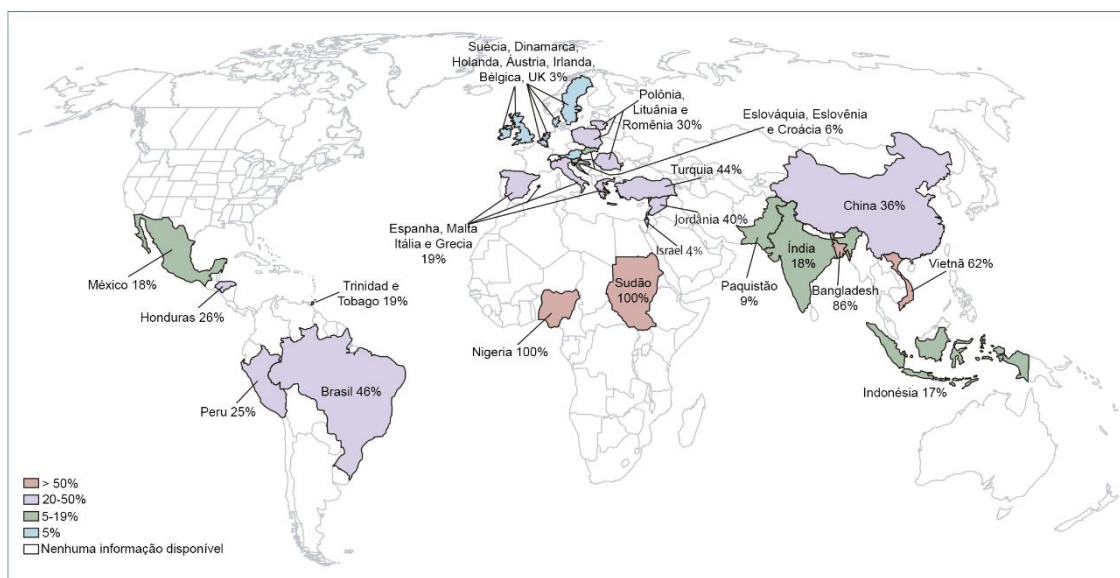 Suécia, Dinamarca,
Holanda, Áustria, Irlanda,
Bélgica, UK 3%
Polônia,
Lituânia e
Romênia 30%
Eslováquia, Eslovênia
e Croácia 6%
Turquia 44%
China 36%
Espanha, Malta
Itália e Grecia
19%
Jordânia 40%
Israel 4%
Índia
18%
Vietnã 62%
México 18%
Trinidad e
Tobago 19%
Sudão
100%
Paquistão
9%
Bangladesh
86%
Honduras 26%
Nigeria 100%
Brasil 46%
Indonésia 17%
Peru 25%
> 50%
20-50%
5-19%
5%
Nenhuma informação disponível